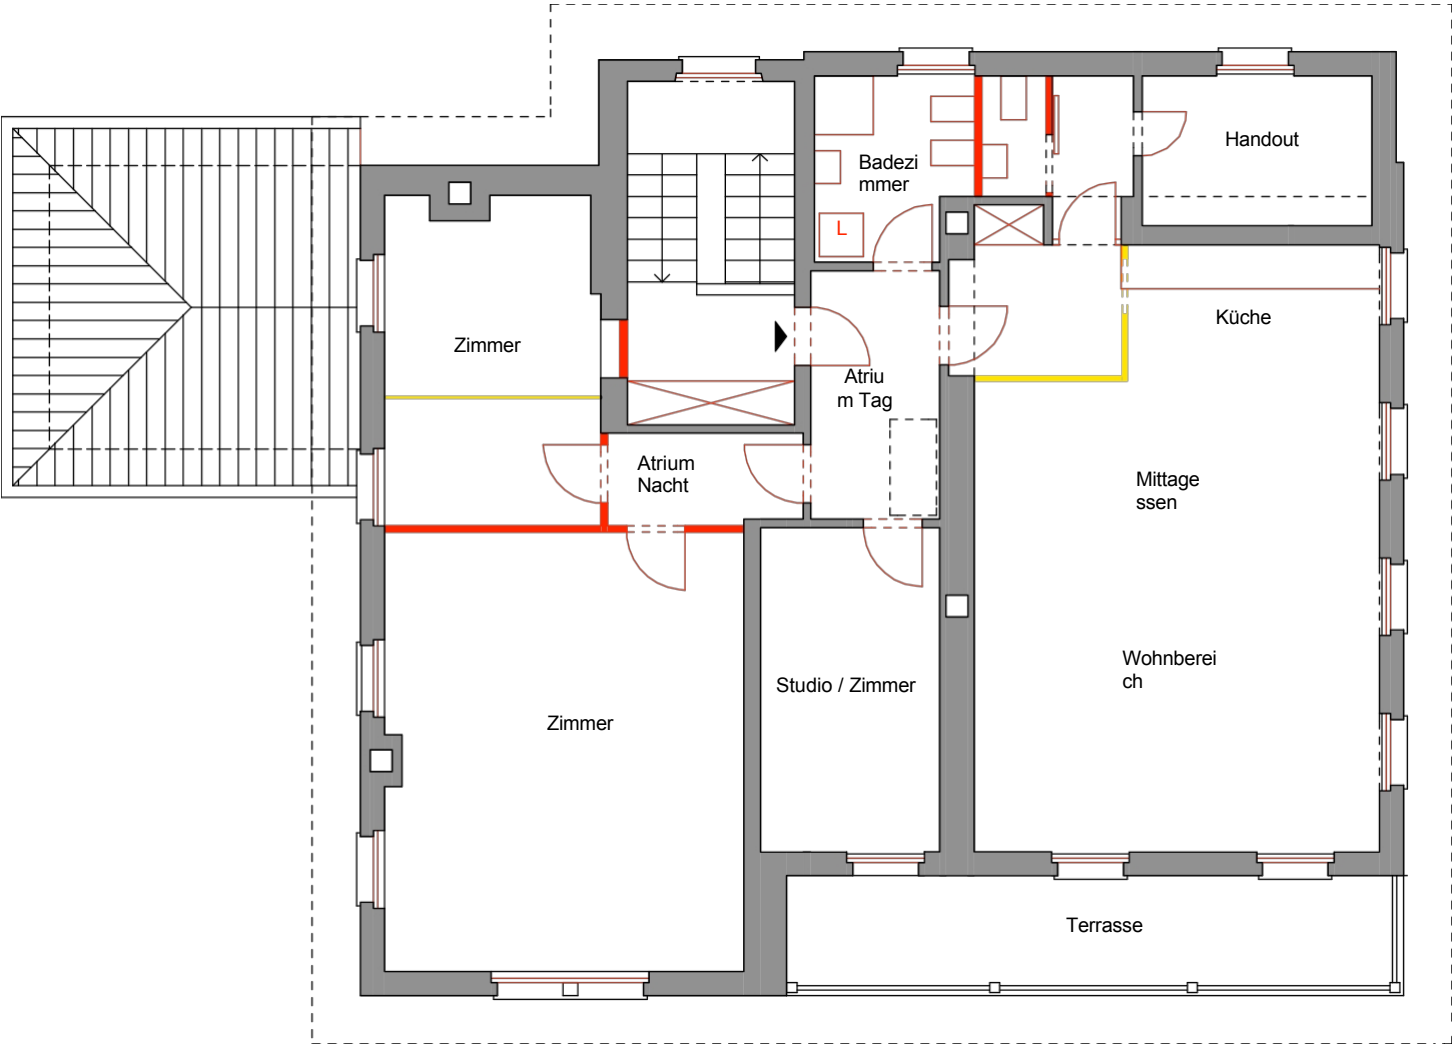 Handout
Badezi
mmer
L
Küche
Zimmer
Atriu
m Tag
Atrium
Nacht
Mittage
ssen
Wohnberei
ch
Studio / Zimmer
Zimmer
Terrasse